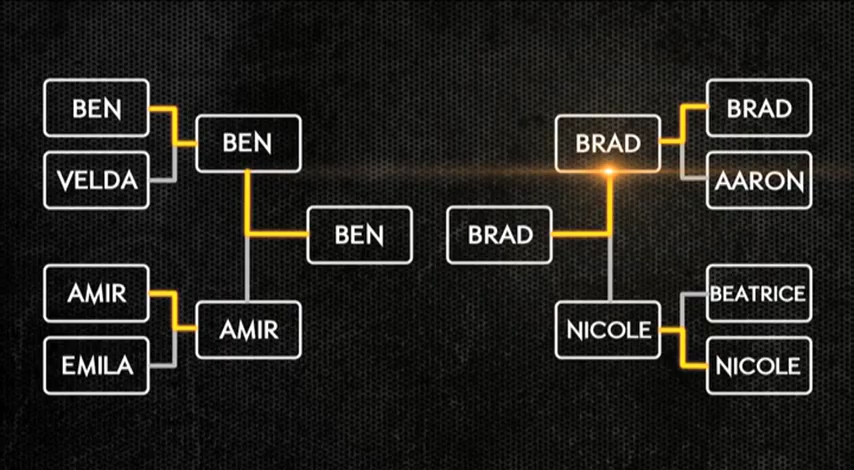 BEN
VELDA
AMIR
EMILA
BEN
AMIR
BEN
BRAD
BRAD
NICOLE
BRAD
AARON
BEATRICE
NICOLE